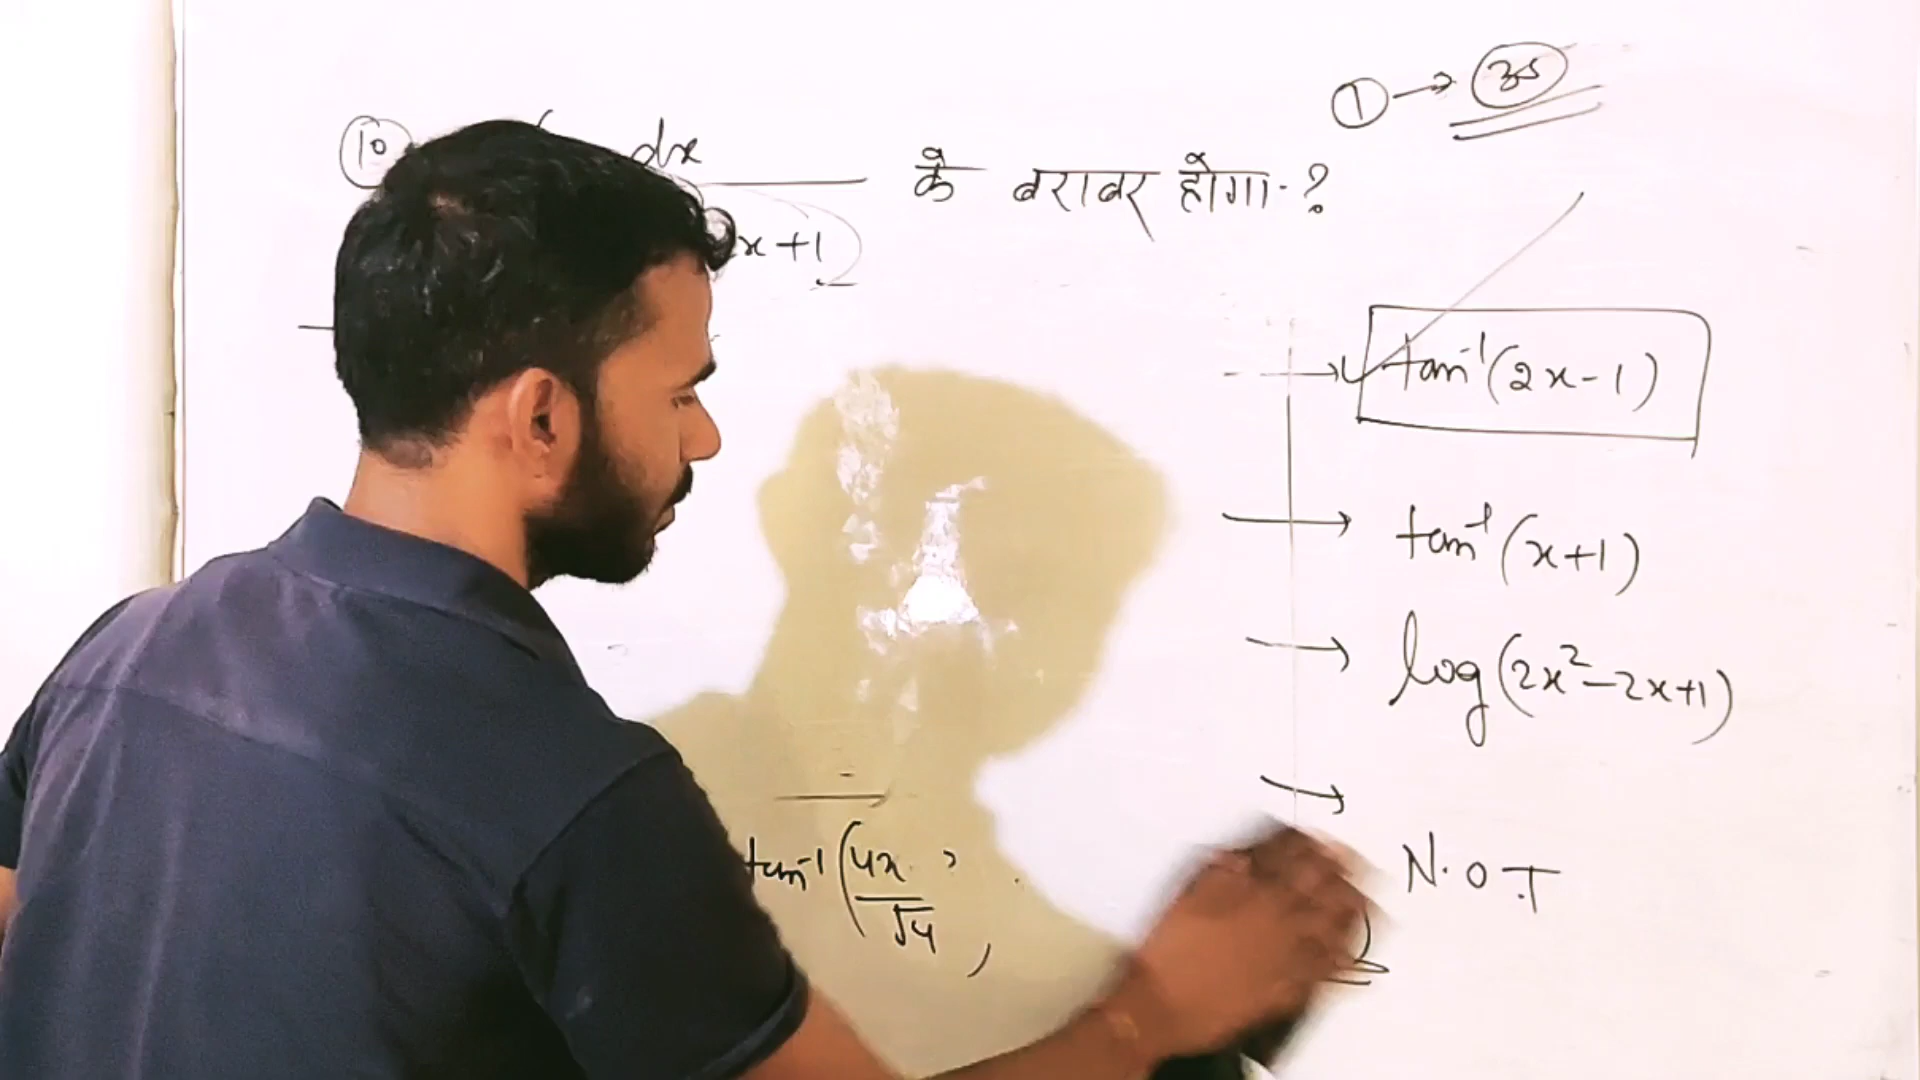 ① → 35
⑩ dx के बराबर होगा-?
x+1
tan⁻¹(2x-1)
tan⁻¹(x+1)
log(2x²-2x+1)
tan⁻¹(4x
√4
N.O.T